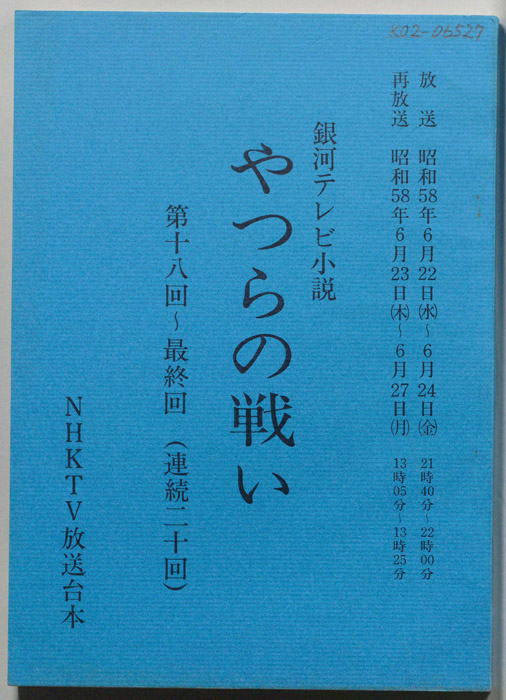 K02-06527
放送 昭和58年6月22日(水)~6月24日(金) 21時40分~22時00分
再放送 昭和58年6月23日(木)~6月27日(月) 13時05分~13時25分
銀河テレビ小説
やつらの戦い
第十八回~最終回（連続二十回）
NHKTV放送台本